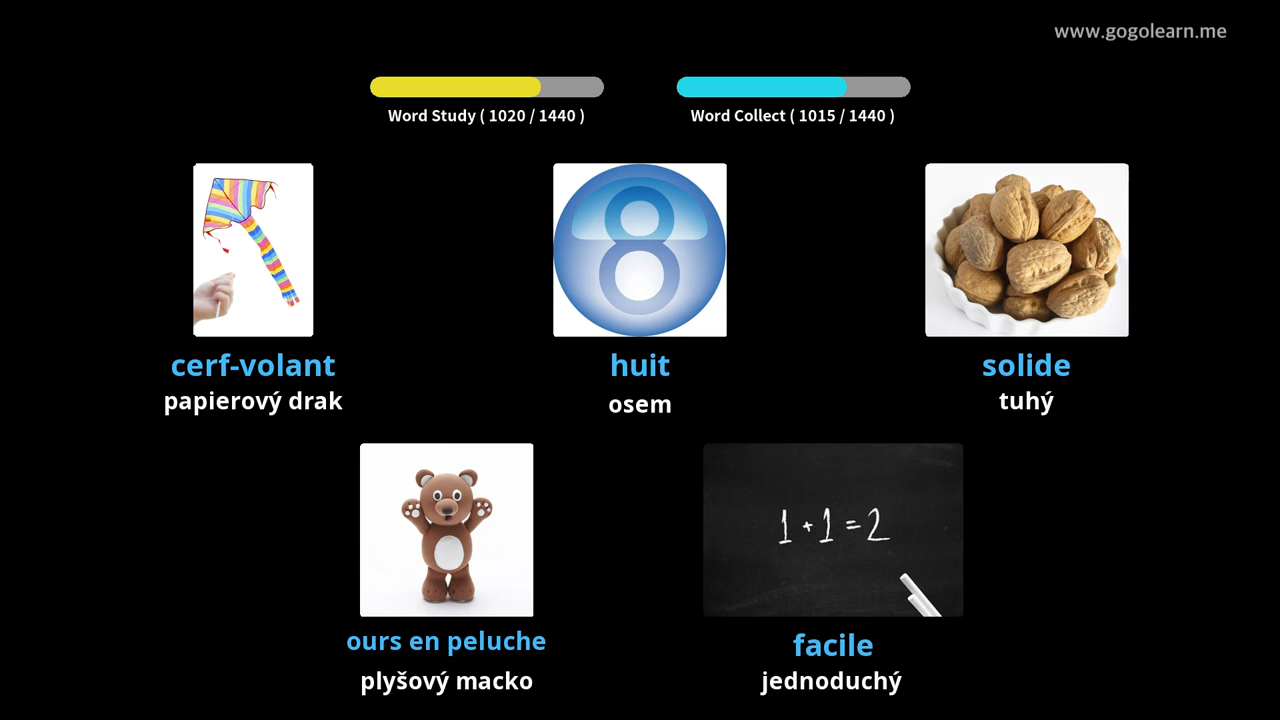 www.gogolearn.me
Word Study ( 1020 / 1440 )
Word Collect ( 1015 / 1440 )
8
cerf-volant
huit
solide
papierový drak
osem
tuhý
1 + 1 = 2
ours en peluche
facile
plyšový macko
jednoduchý